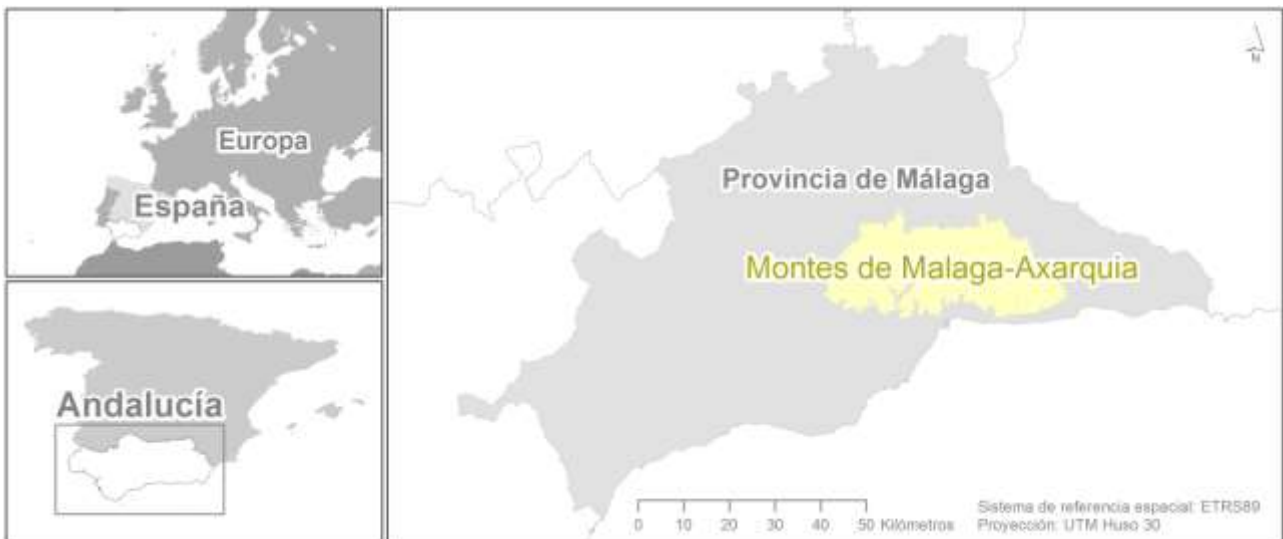 Europa
España
Andalucía
Provincia de Málaga
Montes de Malaga-Axarquia
N
0 10 20 30 40 50 Kilómetros
Sistema de referencia espacial: ETRS89
Proyección: UTM Huso 30